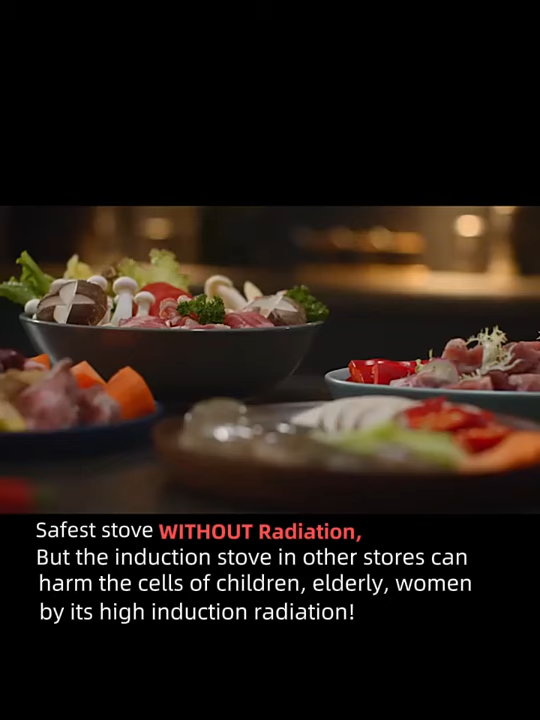 Safest stove WITHOUT Radiation,
But the induction stove in other stores can
harm the cells of children, elderly, women
by its high induction radiation!